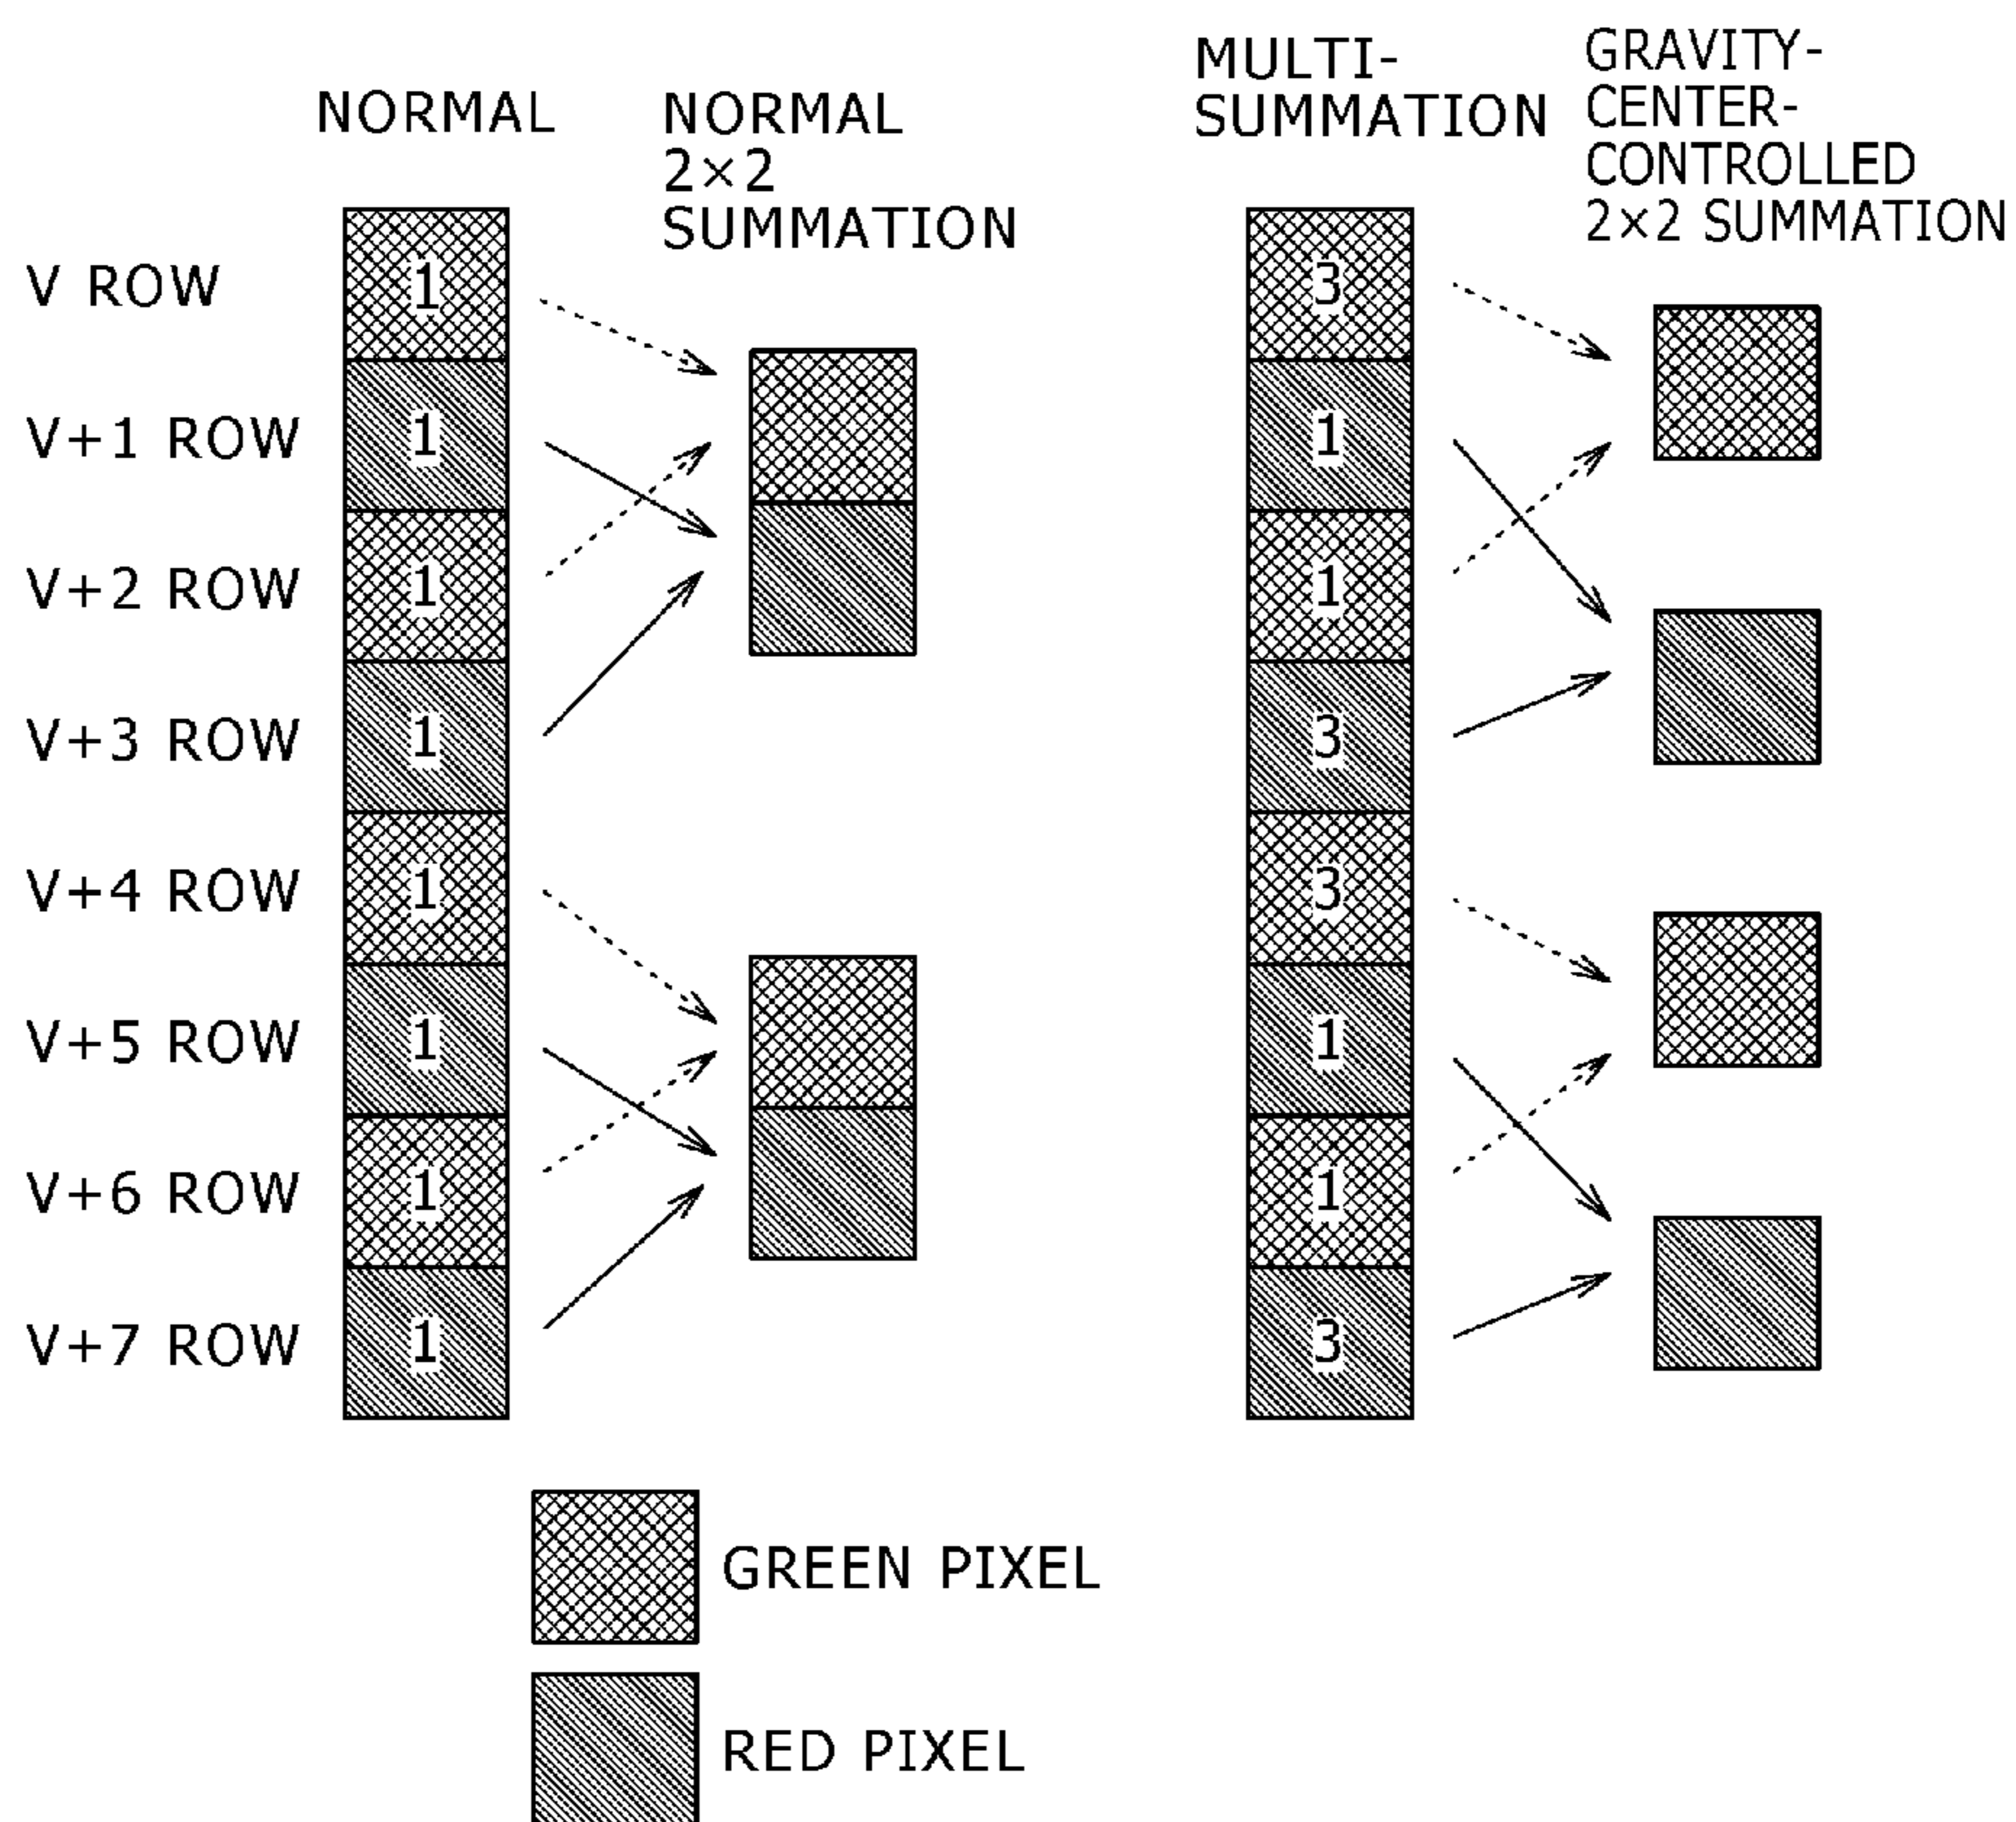 NORMAL
NORMAL
2×2
SUMMATION
MULTI-
SUMMATION
GRAVITY-
CENTER-
CONTROLLED
2×2 SUMMATION
V ROW
1
3
V+1 ROW
1
1
V+2 ROW
1
1
V+3 ROW
1
3
V+4 ROW
1
3
V+5 ROW
1
1
V+6 ROW
1
1
V+7 ROW
1
3
GREEN PIXEL
RED PIXEL